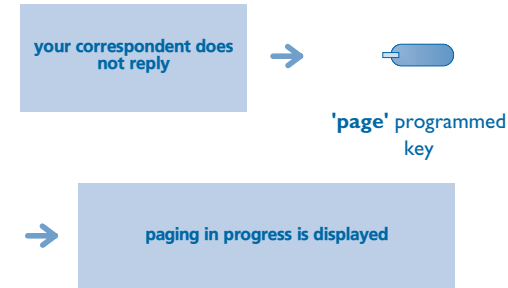 your correspondent does
not reply
'page' programmed
key
paging in progress is displayed